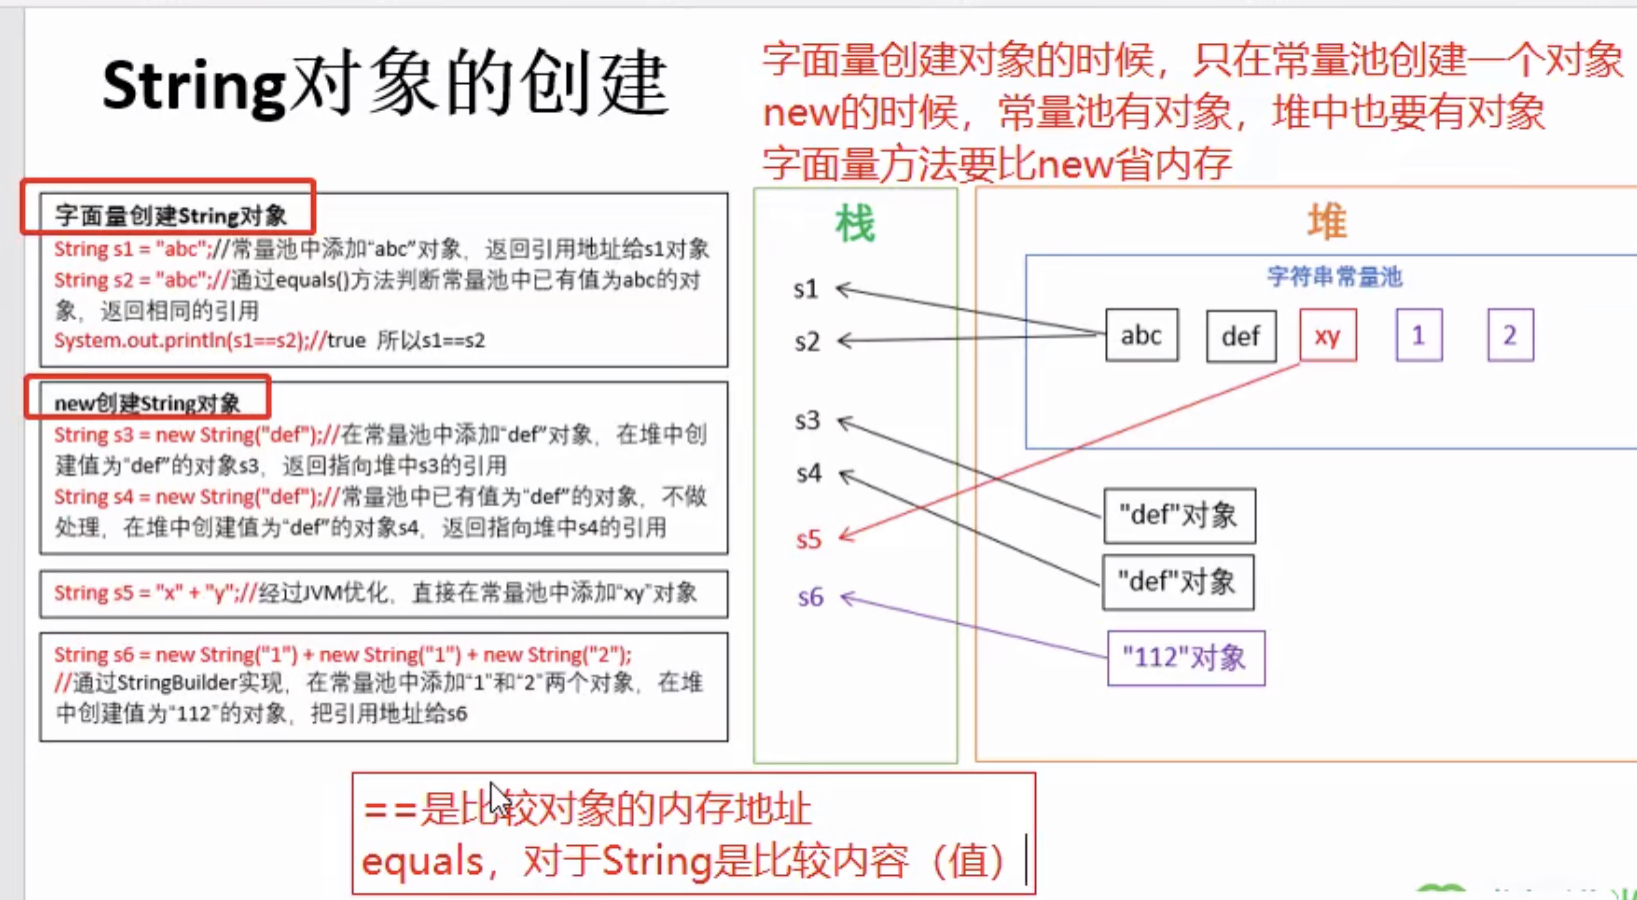 String对象的创建
字面量创建对象的时候，只在常量池创建一个对象
new的时候，常量池有对象，堆中也要有对象
字面量方法要比new省内存
字面量创建String对象
String s1 = "abc";//常量池中添加“abc”对象，返回引用地址给s1对象
String s2 = "abc";//通过equals()方法判断常量池中已有值为abc的对
象，返回相同的引用
System.out.println(s1==s2);//true 所以s1==s2
new创建String对象
String s3 = new String("def");//在常量池中添加“def”对象，在堆中创
建值为“def”的对象s3，返回指向堆中s3的引用
String s4 = new String("def");//常量池中已有值为“def”的对象，不做
处理，在堆中创建值为“def”的对象s4，返回指向堆中s4的引用
String s5 = "x" + "y";//经过JVM优化，直接在常量池中添加“xy”对象
String s6 = new String("1") + new String("1") + new String("2");
//通过StringBuilder实现，在常量池中添加“1”和“2”两个对象，在堆
中创建值为“112”的对象，把引用地址给s6
栈
s1
s2
s3
s4
s5
s6
堆
字符串常量池
abc def xy 1 2
"def"对象
"def"对象
"112"对象
==是比较对象的内存地址
equals，对于String是比较内容（值）